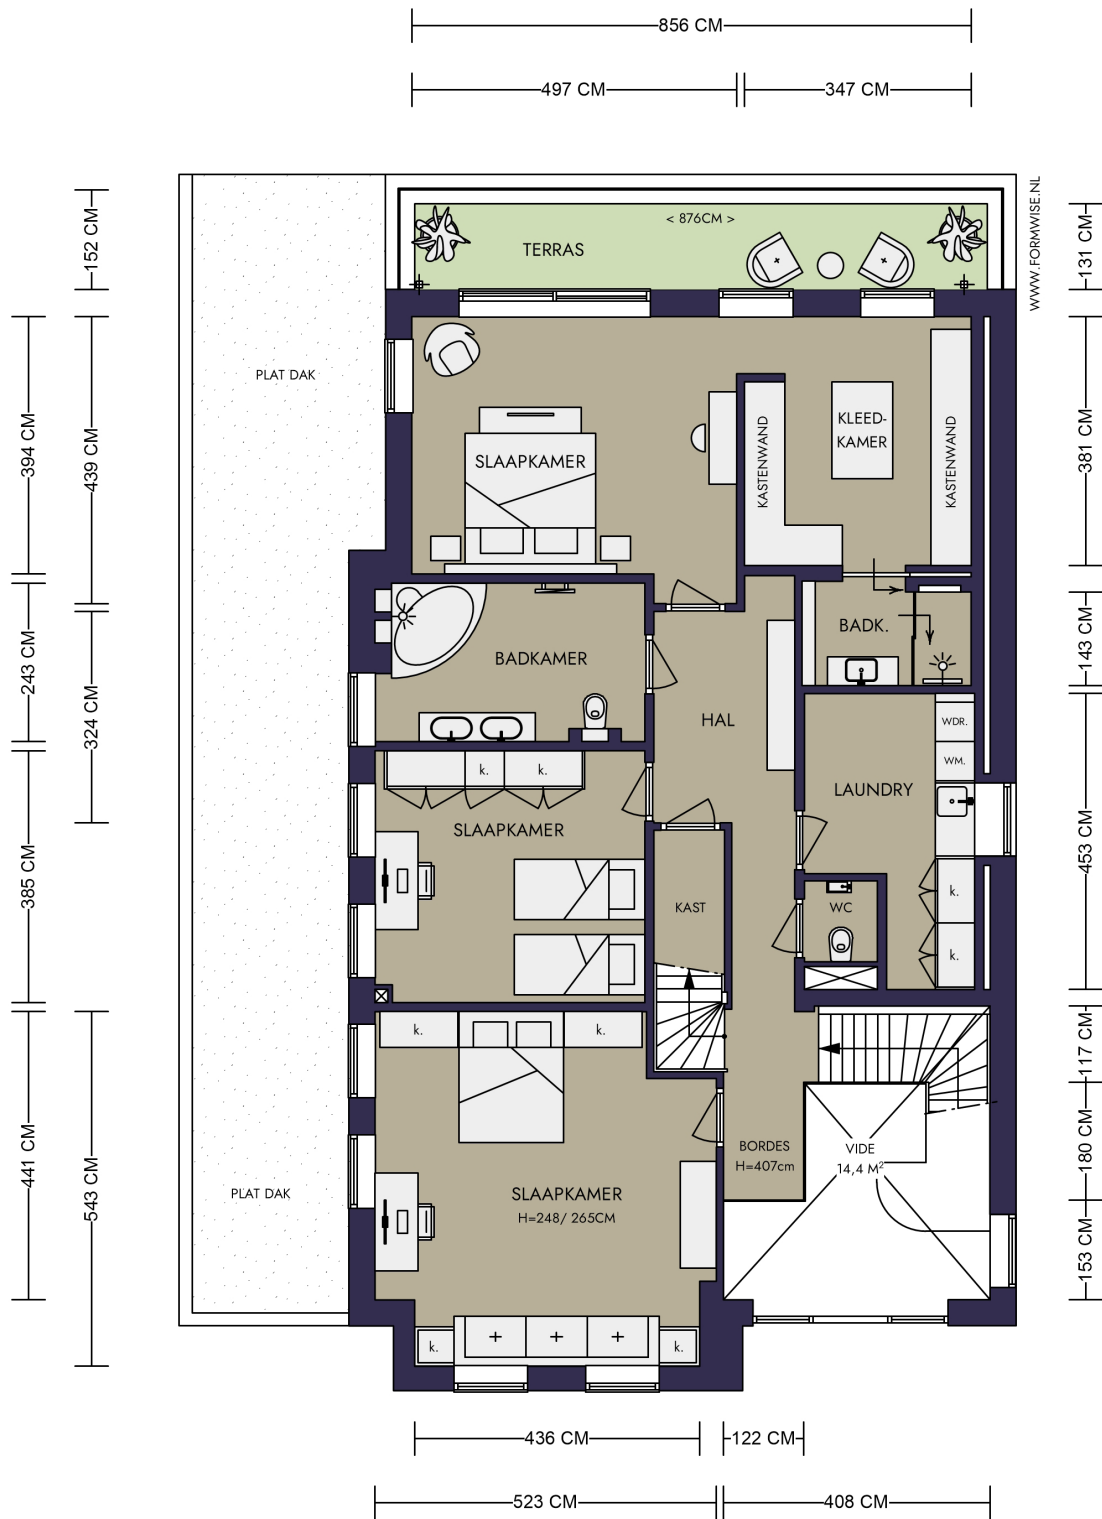 856 CM
497 CM
347 CM
152 CM
WWW.FORMWISE.NL
131 CM
< 876CM >
TERRAS
PLAT DAK
394 CM
439 CM
381 CM
KLEED-
KAMER
KASTENWAND
KASTENWAND
SLAAPKAMER
243 CM
324 CM
143 CM
BADK.
BADKAMER
HAL
WDR.
WM.
LAUNDRY
k.
k.
SLAAPKAMER
385 CM
453 CM
KAST
WC
k.
k.
k.
k.
117 CM
441 CM
543 CM
180 CM
BORDES
H=407cm
VIDE
14,4 M²
PLAT DAK
SLAAPKAMER
H=248/ 265CM
153 CM
k.
k.
436 CM
122 CM
523 CM
408 CM